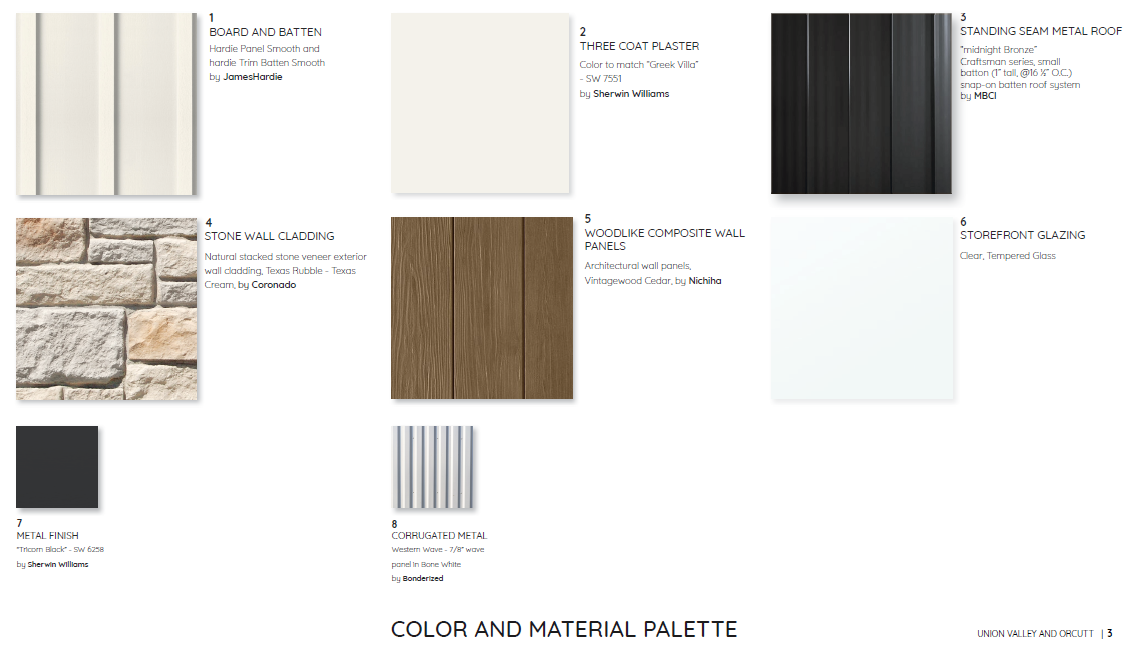 1
BOARD AND BATTEN
Hardie Panel Smooth and
hardie Trim Batten Smooth
by JamesHardie
2
THREE COAT PLASTER
Color to match "Greek Villa"
- SW 7551
by Sherwin Williams
3
STANDING SEAM METAL ROOF
"midnight Bronze"
Craftsman series, small
batton (1" tall, @16 ½" O.C.)
snap-on batten roof system
by MBCI
4
STONE WALL CLADDING
Natural stacked stone veneer exterior
wall cladding, Texas Rubble - Texas
Cream, by Coronado
5
WOODLIKE COMPOSITE WALL
PANELS
Architectural wall panels,
Vintagewood Cedar, by Nichiha
6
STOREFRONT GLAZING
Clear, Tempered Glass
7
METAL FINISH
"Tricorn Black" - SW 6258
by Sherwin Williams
8
CORRUGATED METAL
Western Wave - 7/8" wave
panel in Bone White
by Bonderized
COLOR AND MATERIAL PALETTE
UNION VALLEY AND ORCUTT | 3